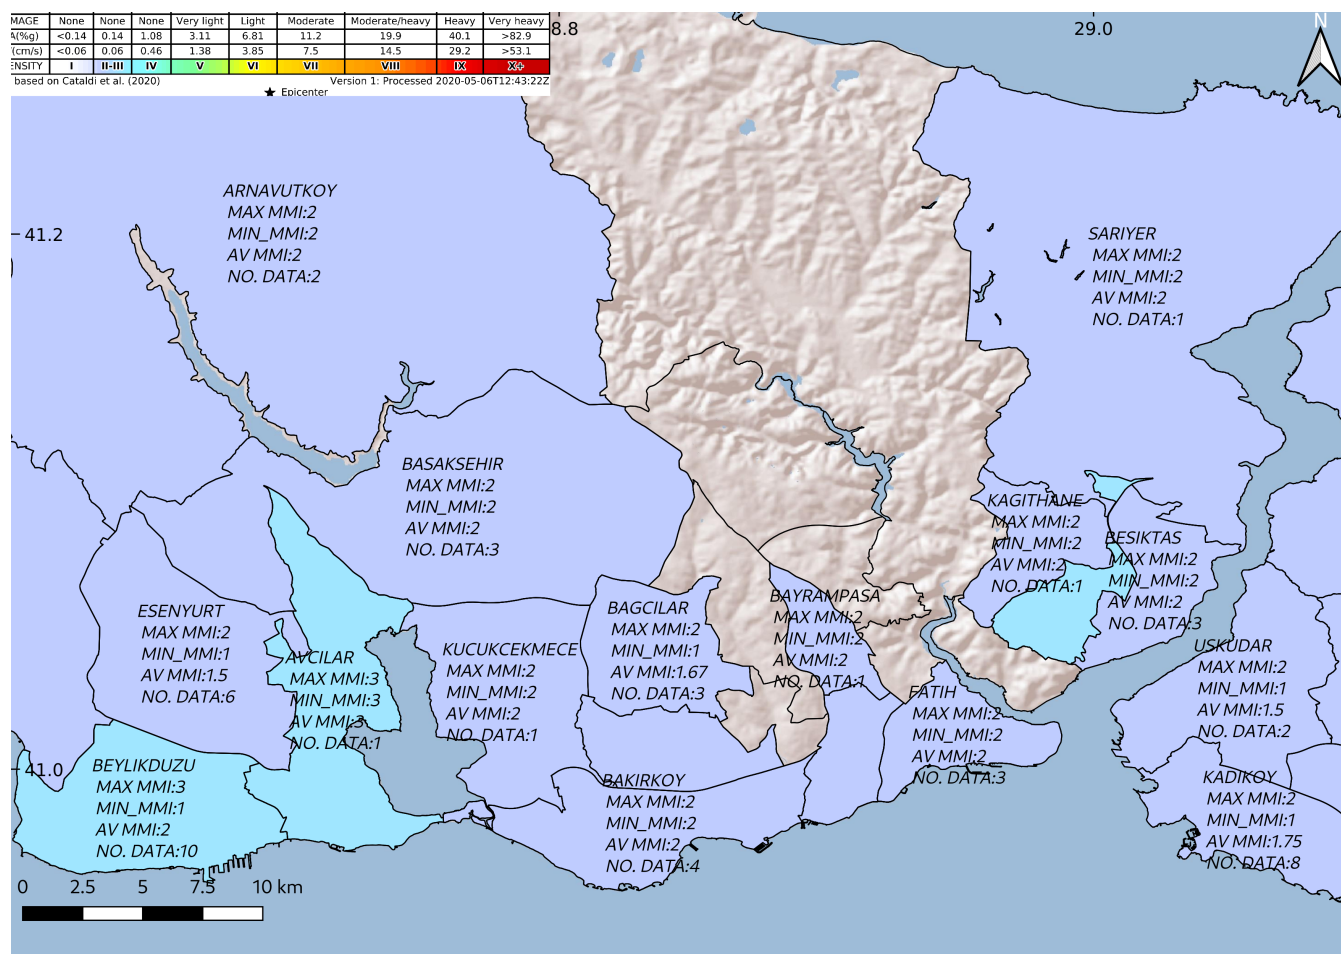 MAGE None None None Very light Light Moderate Moderate/heavy Heavy Very heavy
A(%g) <0.14 0.14 1.08 3.11 6.81 11.2 19.9 40.1 >82.9
(cm/s) <0.06 0.06 0.46 1.38 3.85 7.5 14.5 29.2 >53.1
ENSITY I II-III IV V VI VII VIII IX X+
based on Cataldi et al. (2020) Version 1: Processed 2020-05-06T12:43:22Z
★ Epicenter
8.8
29.0
N
ARNAVUTKOY
MAX MMI:2
MIN_MMI:2
AV MMI:2
NO. DATA:2
41.2
SARIYER
MAX MMI:2
MIN_MMI:2
AV MMI:2
NO. DATA:1
BASAKSEHIR
MAX MMI:2
MIN_MMI:2
AV MMI:2
NO. DATA:3
KAGITHANE
MAX MMI:2
MIN_MMI:2
AV MMI:2
NO. DATA:1
BESIKTAS
MAX MMI:2
MIN_MMI:2
AV MMI:2
NO. DATA:3
ESENYURT
MAX MMI:2
MIN_MMI:1
AV MMI:1.5
NO. DATA:6
AVCILAR
MAX MMI:3
MIN_MMI:3
AV MMI:3
NO. DATA:1
KUCUKCEKMECE
MAX MMI:2
MIN_MMI:2
AV MMI:2
NO. DATA:1
BAGCILAR
MAX MMI:2
MIN_MMI:1
AV MMI:1.67
NO. DATA:3
BAYRAMPASA
MAX MMI:2
MIN_MMI:2
AV MMI:2
NO. DATA:1
FATIH
MAX MMI:2
MIN_MMI:2
AV MMI:2
NO. DATA:3
USKUDAR
MAX MMI:2
MIN_MMI:1
AV MMI:1.5
NO. DATA:2
41.0
BEYLIKDUZU
MAX MMI:3
MIN_MMI:1
AV MMI:2
NO. DATA:10
BAKIRKOY
MAX MMI:2
MIN_MMI:2
AV MMI:2
NO. DATA:4
KADIKOY
MAX MMI:2
MIN_MMI:1
AV MMI:1.75
NO. DATA:8
0 2.5 5 7.5 10 km